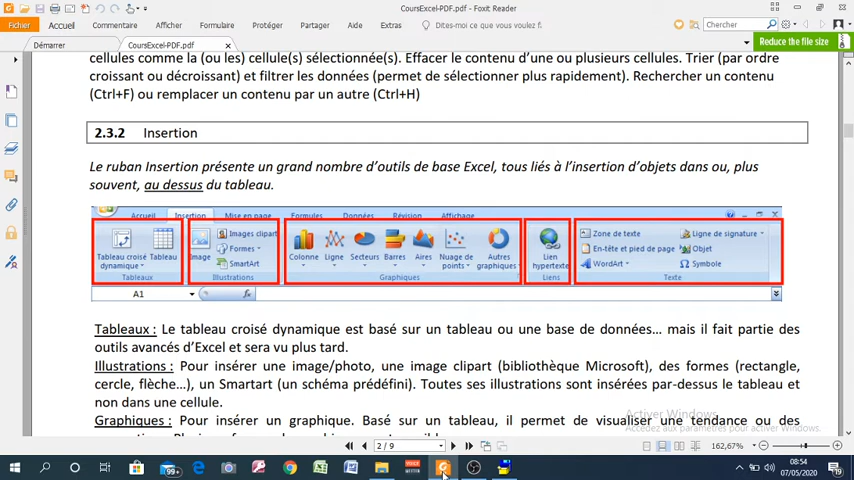 CoursExcel-PDF.pdf - Foxit Reader
Fichier Accueil Commentaire Afficher Formulaire Protéger Partager Aide Dites-moi ce que vous... Chercher
Démarrer CoursExcel-PDF.pdf Reduce the file size
cellules comme la (ou les) cellule(s) sélectionnée(s). Effacer le contenu d'une ou plusieurs cellules. Trier (par ordre
croissant ou décroissant) et filtrer les données (permet de sélectionner plus rapidement). Rechercher un contenu
(Ctrl+F) ou remplacer un contenu par un autre (Ctrl+H)
2.3.2 Insertion
Le ruban Insertion présente un grand nombre d'outils de base Excel, tous liés à l'insertion d'objets dans ou, plus
souvent, au dessus du tableau.
Accueil Insertion Mise en page Formules Données Révision Affichage
Images clipart Zone de texte Ligne de signature
Formes En-tête et pied de page Objet
Tableau croisé dynamique Tableau Image SmartArt Colonne Ligne Secteurs Barres Aires Nuage de points Autres graphiques Lien hypertexte WordArt Symbole
Tableaux Illustrations Graphiques Liens Texte
A1 fx
Tableaux : Le tableau croisé dynamique est basé sur un tableau ou une base de données… mais il fait partie des
outils avancés d'Excel et sera vu plus tard.
Illustrations : Pour insérer une image/photo, une image clipart (bibliothèque Microsoft), des formes (rectangle,
cercle, flèche…), un Smartart (un schéma prédéfini). Toutes ses illustrations sont insérées par-dessus le tableau et
non dans une cellule.
Graphiques : Pour insérer un graphique. Basé sur un tableau, il permet de visualiser une tendance ou des
Activer Windows
Accédez aux paramètres pour activer Windows.
2 / 9 162,67%
99+ 08:54
07/05/2020 19